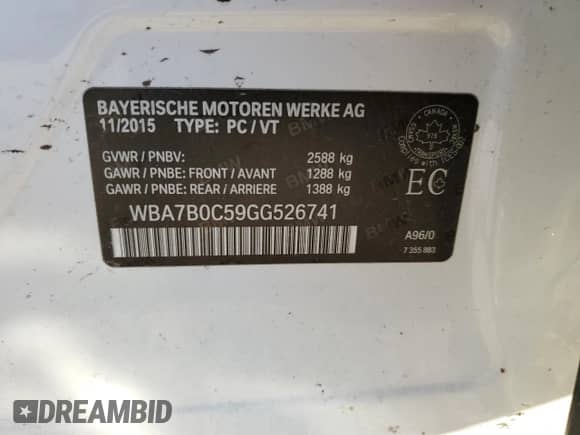 BAYERISCHE MOTOREN WERKE AG
11/2015 TYPE: PC / VT
GVWR / PNBV: 2588 kg
GAWR / PNBE: FRONT / AVANT 1288 kg
GAWR / PNBE: REAR / ARRIERE 1388 kg
WBA7B0C59GG526741
CANADA
EC
A96/0
7 355 883
DREAMBID